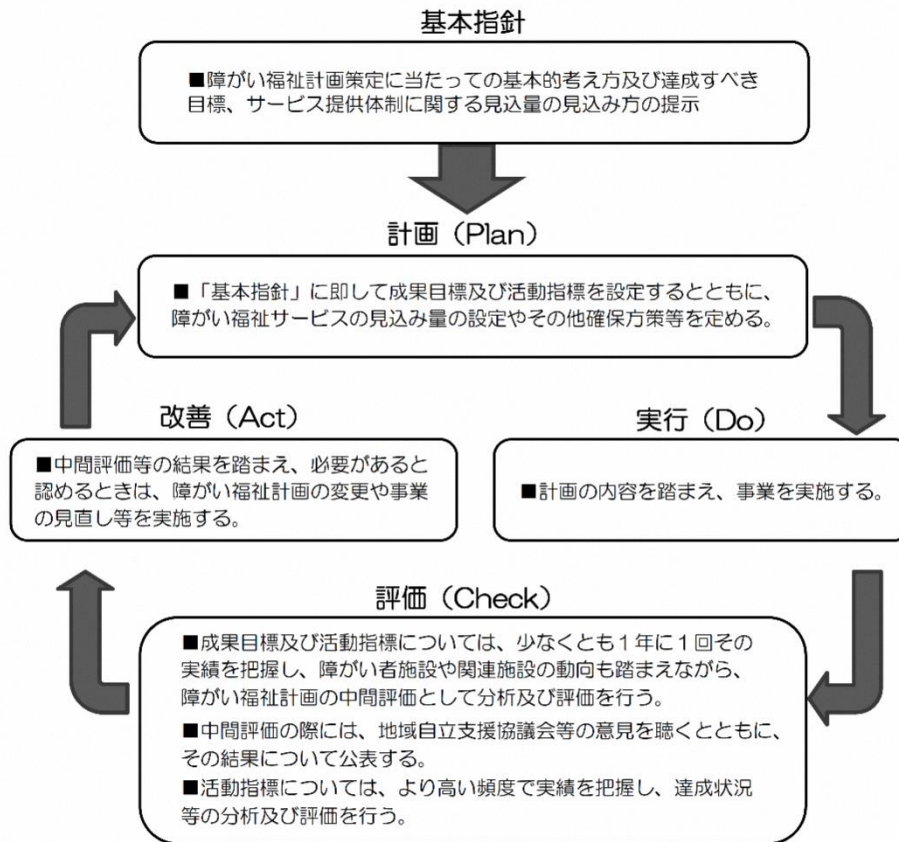 基本指針
■障がい福祉計画策定に当たっての基本的考え方及び達成すべき
目標、サービス提供体制に関する見込量の見込み方の提示
計画（Plan）
■「基本指針」に即して成果目標及び活動指標を設定するとともに、
障がい福祉サービスの見込み量の設定やその他確保方策等を定める。
改善（Act）
■中間評価等の結果を踏まえ、必要があると
認めるときは、障がい福祉計画の変更や事業
の見直し等を実施する。
実行（Do）
■計画の内容を踏まえ、事業を実施する。
評価（Check）
■成果目標及び活動指標については、少なくとも１年に１回その
実績を把握し、障がい者施設や関連施設の動向も踏まえながら、
障がい福祉計画の中間評価として分析及び評価を行う。
■中間評価の際には、地域自立支援協議会等の意見を聴くとともに、
その結果について公表する。
■活動指標については、より高い頻度で実績を把握し、達成状況
等の分析及び評価を行う。